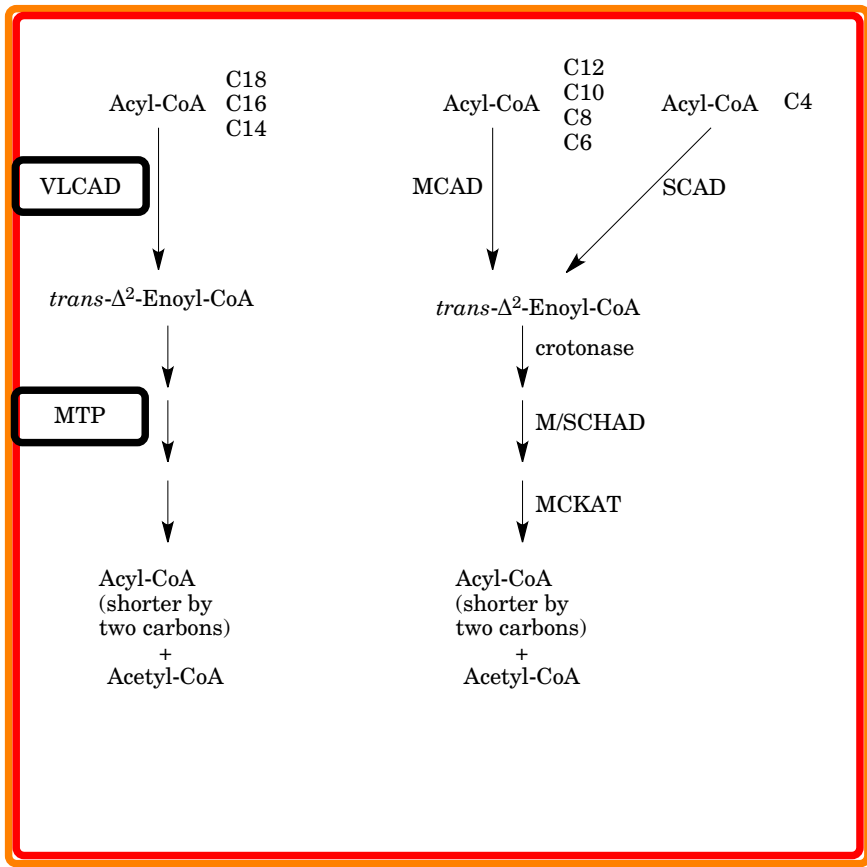 Acyl-CoA
C18
C16
C14
VLCAD
trans-Δ²-Enoyl-CoA
MTP
Acyl-CoA
(shorter by
two carbons)
+
Acetyl-CoA
Acyl-CoA
C12
C10
C8
C6
Acyl-CoA
C4
MCAD
SCAD
trans-Δ²-Enoyl-CoA
crotonase
M/SCHAD
MCKAT
Acyl-CoA
(shorter by
two carbons)
+
Acetyl-CoA